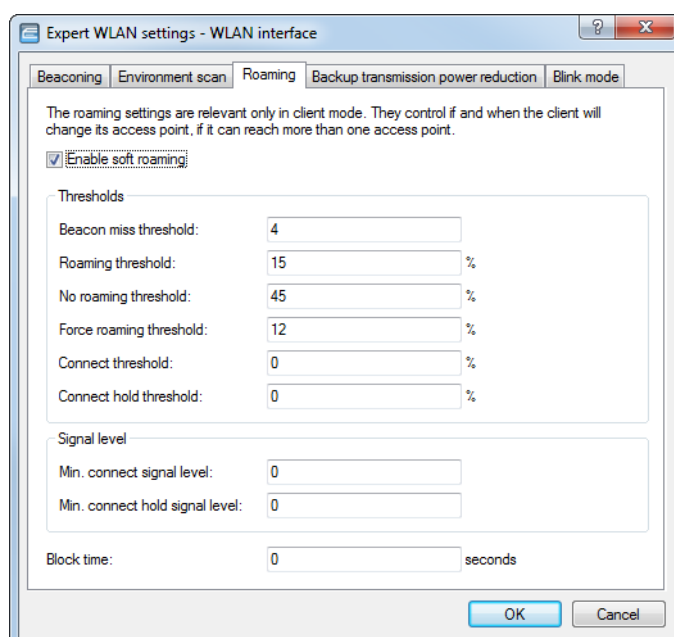 Expert WLAN settings - WLAN interface
?
Beaconing Environment scan Roaming Backup transmission power reduction Blink mode
The roaming settings are relevant only in client mode. They control if and when the client will
change its access point, if it can reach more than one access point.
Enable soft roaming
Thresholds
Beacon miss threshold: 4
Roaming threshold: 15 %
No roaming threshold: 45 %
Force roaming threshold: 12 %
Connect threshold: 0 %
Connect hold threshold: 0 %
Signal level
Min. connect signal level: 0
Min. connect hold signal level: 0
Block time: 0 seconds
OK Cancel